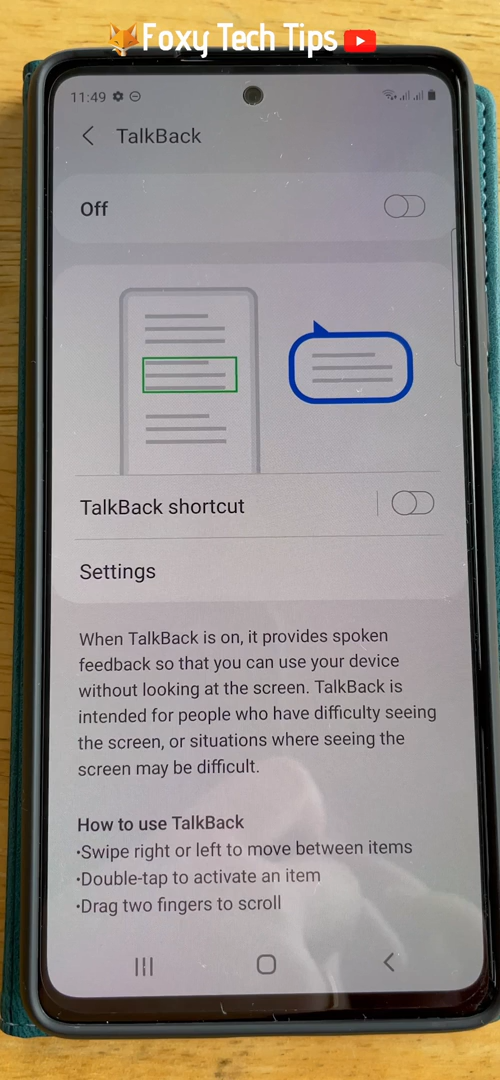 Foxy Tech Tips
11:49
TalkBack
Off
TalkBack shortcut
Settings
When TalkBack is on, it provides spoken
feedback so that you can use your device
without looking at the screen. TalkBack is
intended for people who have difficulty seeing
the screen, or situations where seeing the
screen may be difficult.
How to use TalkBack
•Swipe right or left to move between items
•Double-tap to activate an item
•Drag two fingers to scroll